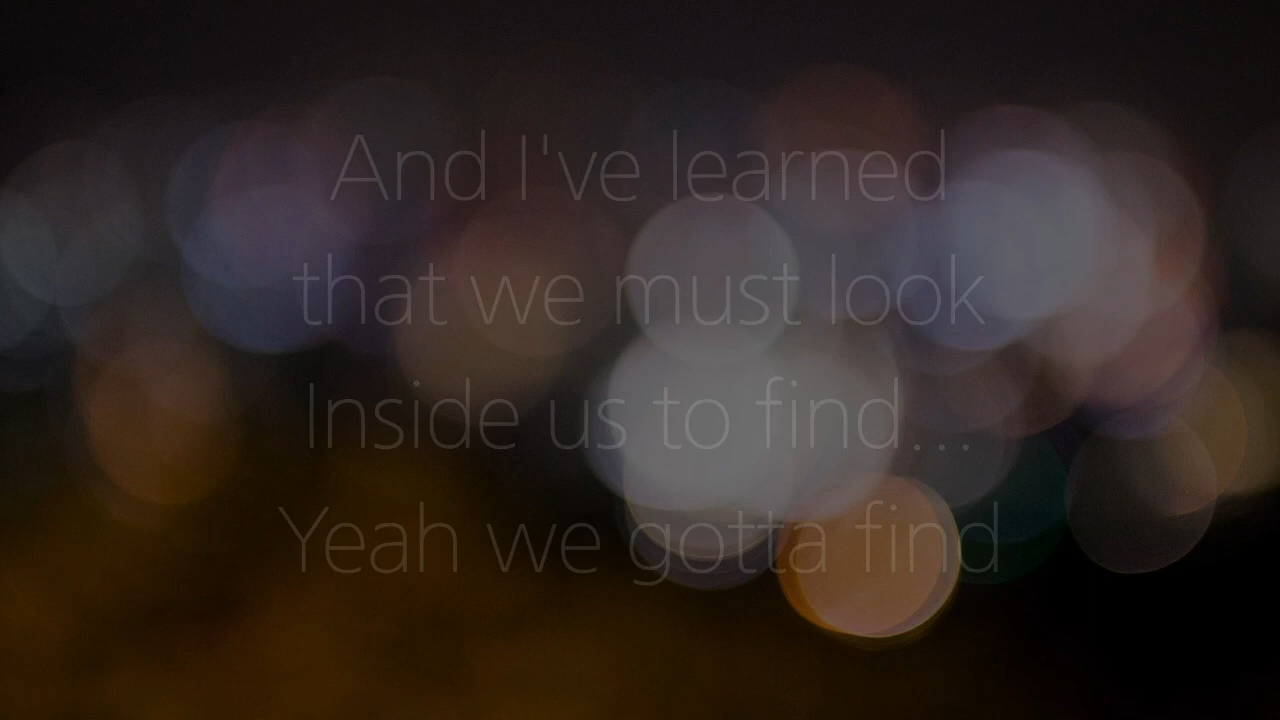 And I've learned
that we must look
Inside us to find...
Yeah we gotta find